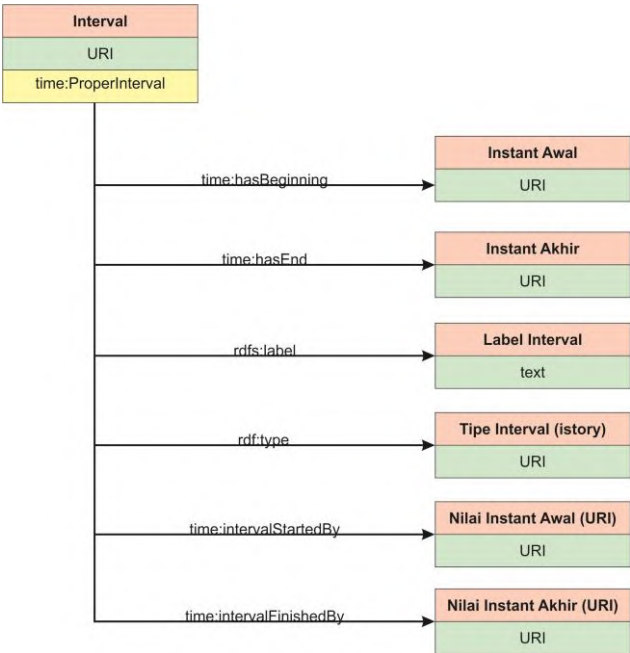 Interval
URI
time:ProperInterval
Instant Awal
time:hasBeginning
URI
Instant Akhir
time:hasEnd
URI
Label Interval
rdfs:label
text
Tipe Interval (istory)
rdf:type
URI
Nilai Instant Awal (URI)
time:intervalStartedBy
URI
Nilai Instant Akhir (URI)
time:intervalFinishedBy
URI